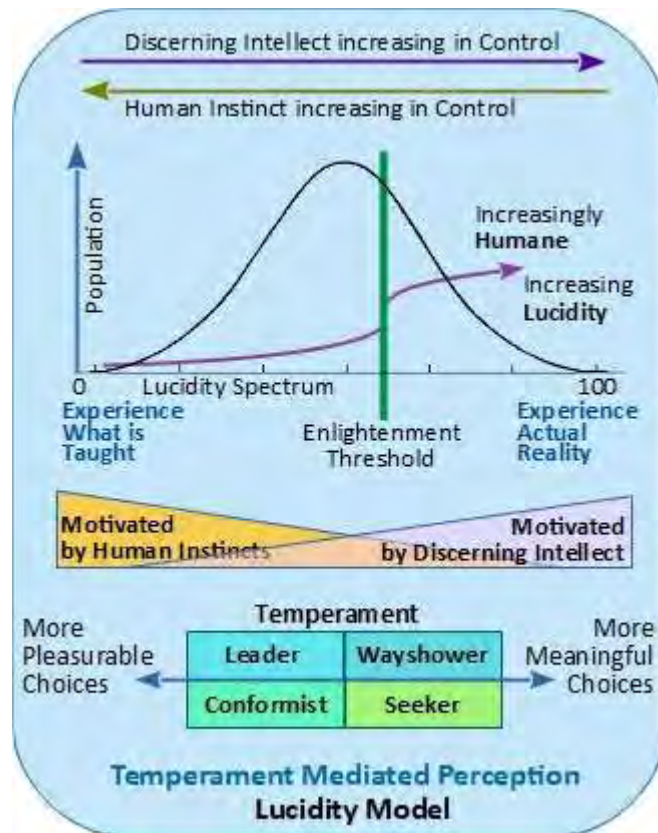 Discerning Intellect increasing in Control
Human Instinct increasing in Control
Population
Increasingly
Humane
Increasing
Lucidity
0
Lucidity Spectrum
100
Experience
What is
Taught
Enlightenment
Threshold
Experience
Actual
Reality
Motivated
by Human Instincts
Motivated
by Discerning Intellect
Temperament
More
Pleasurable
Choices
Leader
Wayshower
Conformist
Seeker
More
Meaningful
Choices
Temperament Mediated Perception
Lucidity Model